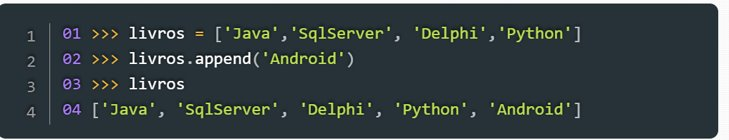 1 01 >>> livros = ['Java','SqlServer', 'Delphi','Python']
2 02 >>> livros.append('Android')
3 03 >>> livros
4 04 ['Java', 'SqlServer', 'Delphi', 'Python', 'Android']